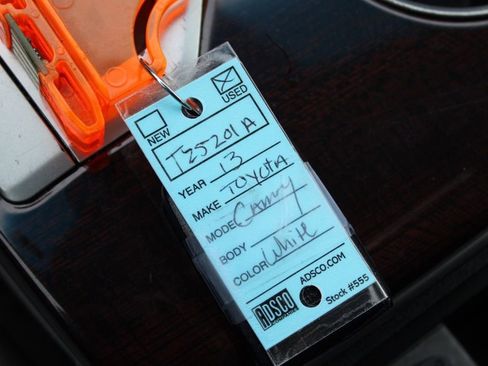 NEW USED
T25201A
YEAR 13
MAKE TOYOTA
MODEL Camry
BODY
COLOR White
ADSCO ADSCO.COM
Stock #555